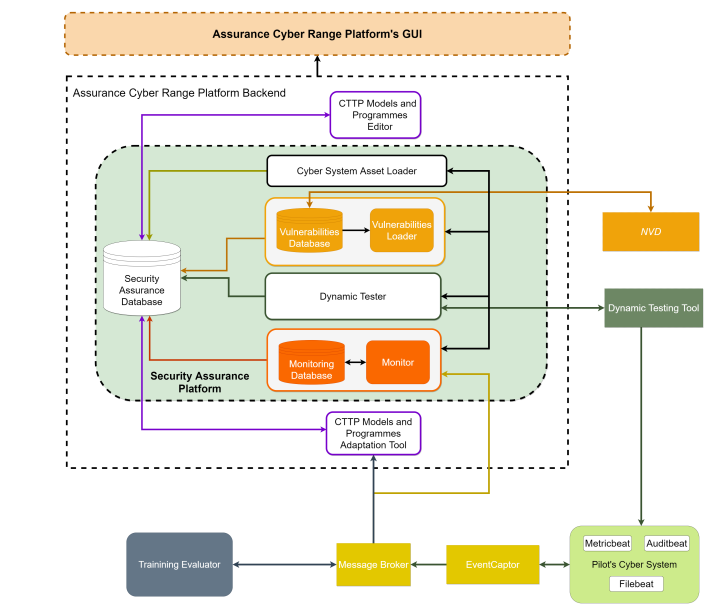 Assurance Cyber Range Platform's GUI
Assurance Cyber Range Platform Backend
CTTP Models and
Programmes
Editor
Cyber System Asset Loader
Vulnerabilities
Database
Vulnerabilities
Loader
NVD
Security
Assurance
Database
Dynamic Tester
Dynamic Testing Tool
Monitoring
Database
Monitor
Security Assurance
Platform
CTTP Models and
Programmes
Adaptation Tool
Trainining Evaluator
Message Broker
EventCaptor
Metricbeat
Auditbeat
Pilot's Cyber System
Filebeat